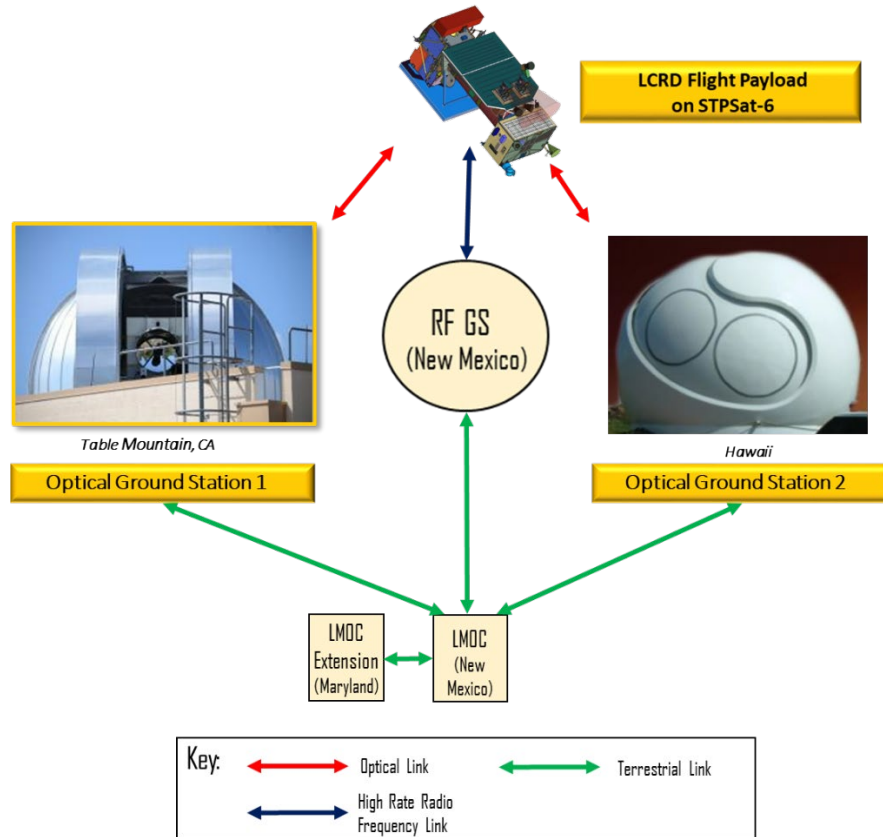 LCRD Flight Payload
on STPSat-6
RF GS
(New Mexico)
Table Mountain, CA
Hawaii
Optical Ground Station 1
Optical Ground Station 2
LMOC
Extension
(Maryland)
LMOC
(New
Mexico)
Key:
Optical Link
Terrestrial Link
High Rate Radio
Frequency Link